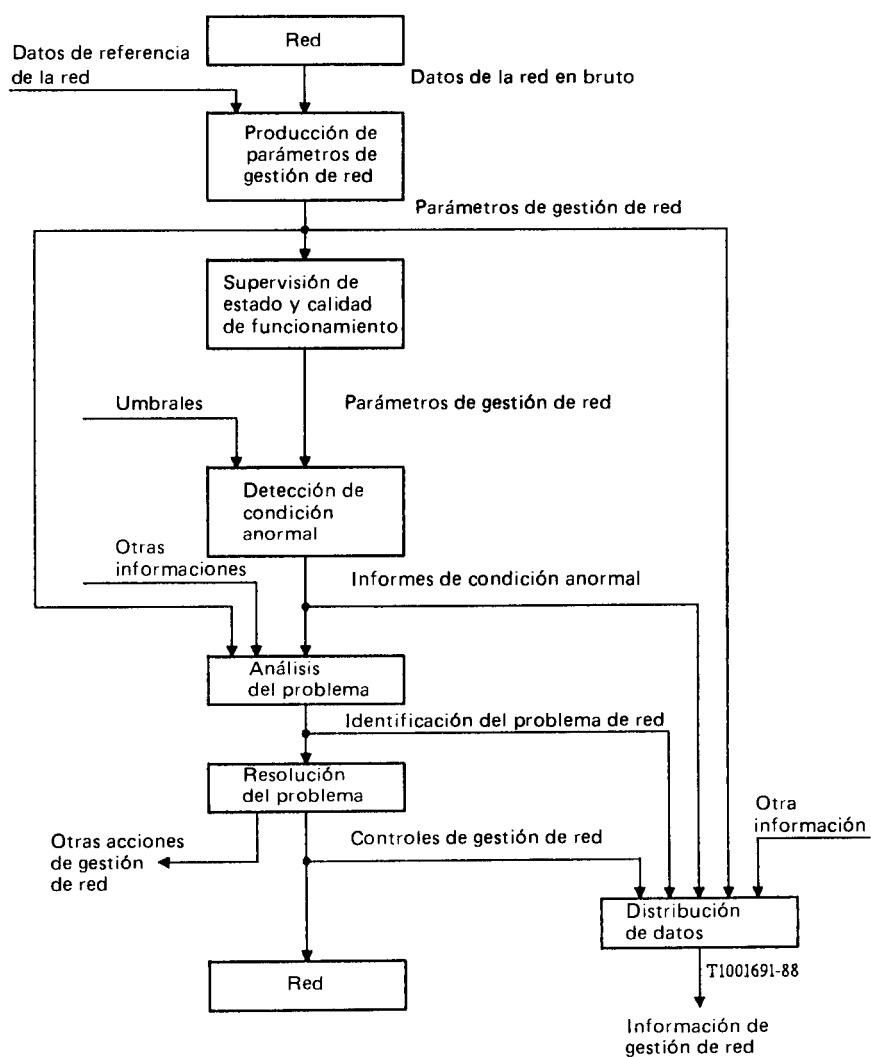 Red
Datos de referencia
de la red
Datos de la red en bruto
Producción de
parámetros de
gestión de red
Parámetros de gestión de red
Supervisión de
estado y calidad
de funcionamiento
Umbrales
Parámetros de gestión de red
Detección de
condición
anormal
Otras
informaciones
Informes de condición anormal
Análisis
del problema
Identificación del problema de red
Resolución
del problema
Otra
información
Otras acciones
de gestión
de red
Controles de gestión de red
Distribución
de datos
T1001691-88
Red
Información de
gestión de red